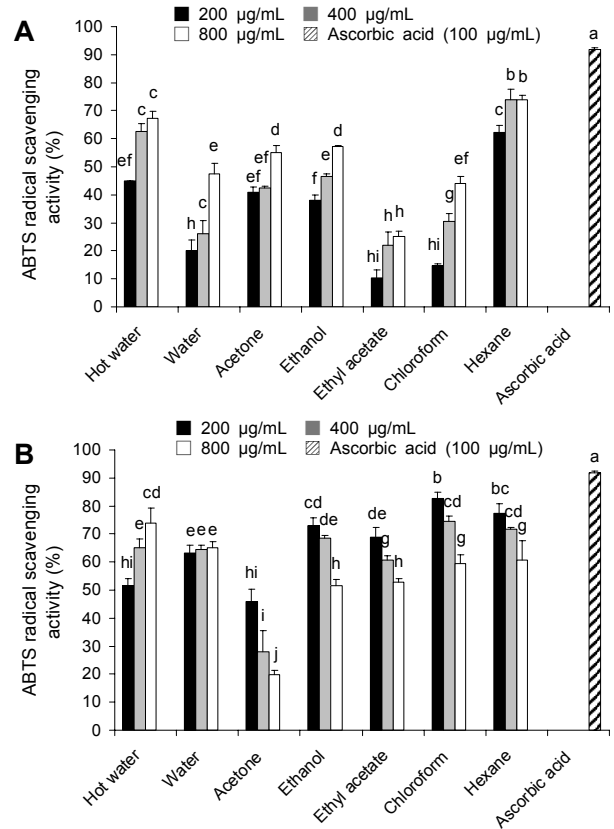 A
200 µg/mL 400 µg/mL
800 µg/mL Ascorbic acid (100 µg/mL)
ABTS radical scavenging
activity (%)
100
90
80
70
60
50
40
30
20
10
0
ef c c
h c e
ef ef d
f e d
hi h h
hi g ef
c b b
a
Hot water
Water
Acetone
Ethanol
Ethyl acetate
Chloroform
Hexane
Ascorbic acid
B
200 µg/mL 400 µg/mL
800 µg/mL Ascorbic acid (100 µg/mL)
ABTS radical scavenging
activity (%)
100
90
80
70
60
50
40
30
20
10
0
hi e cd
e e e
hi i j
cd de h
de g h
b cd g
bc cd g
a
Hot water
Water
Acetone
Ethanol
Ethyl acetate
Chloroform
Hexane
Ascorbic acid